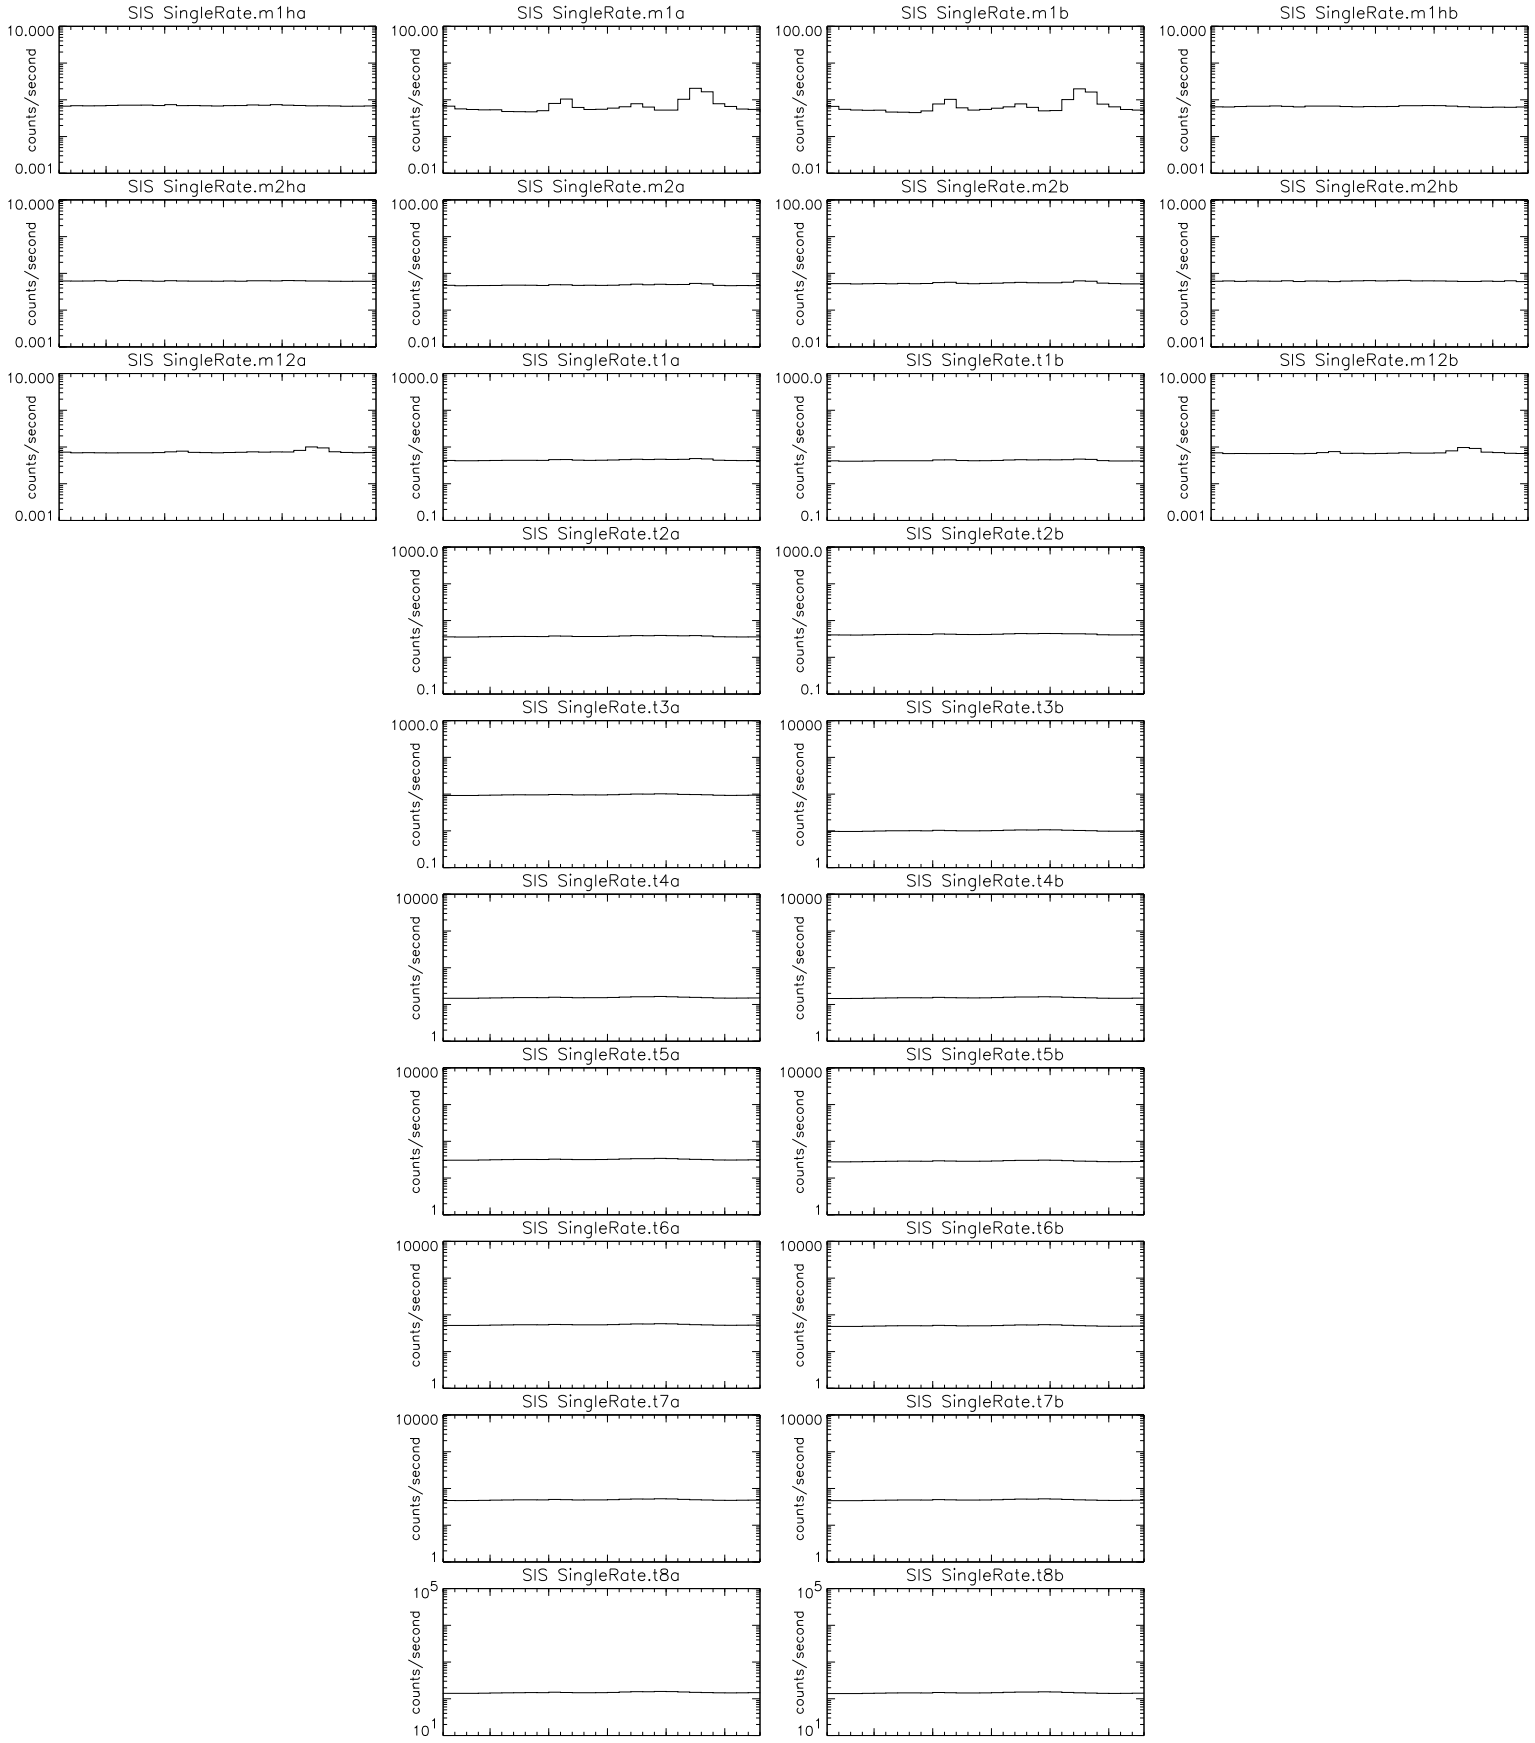 SIS SingleRate.m1ha
10.000
counts/second
0.001
SIS SingleRate.m1a
100.00
counts/second
0.01
SIS SingleRate.m1b
100.00
counts/second
0.01
SIS SingleRate.m1hb
10.000
counts/second
0.001
SIS SingleRate.m2ha
10.000
counts/second
0.001
SIS SingleRate.m2a
100.00
counts/second
0.01
SIS SingleRate.m2b
100.00
counts/second
0.01
SIS SingleRate.m2hb
10.000
counts/second
0.001
SIS SingleRate.m12a
10.000
counts/second
0.001
SIS SingleRate.t1a
1000.0
counts/second
0.1
SIS SingleRate.t1b
1000.0
counts/second
0.1
SIS SingleRate.m12b
10.000
counts/second
0.001
SIS SingleRate.t2a
1000.0
counts/second
0.1
SIS SingleRate.t2b
1000.0
counts/second
0.1
SIS SingleRate.t3a
1000.0
counts/second
0.1
SIS SingleRate.t3b
10000
counts/second
1
SIS SingleRate.t4a
10000
counts/second
1
SIS SingleRate.t4b
10000
counts/second
1
SIS SingleRate.t5a
10000
counts/second
1
SIS SingleRate.t5b
10000
counts/second
1
SIS SingleRate.t6a
10000
counts/second
1
SIS SingleRate.t6b
10000
counts/second
1
SIS SingleRate.t7a
10000
counts/second
1
SIS SingleRate.t7b
10000
counts/second
1
SIS SingleRate.t8a
10⁵
counts/second
10¹
SIS SingleRate.t8b
10⁵
counts/second
10¹